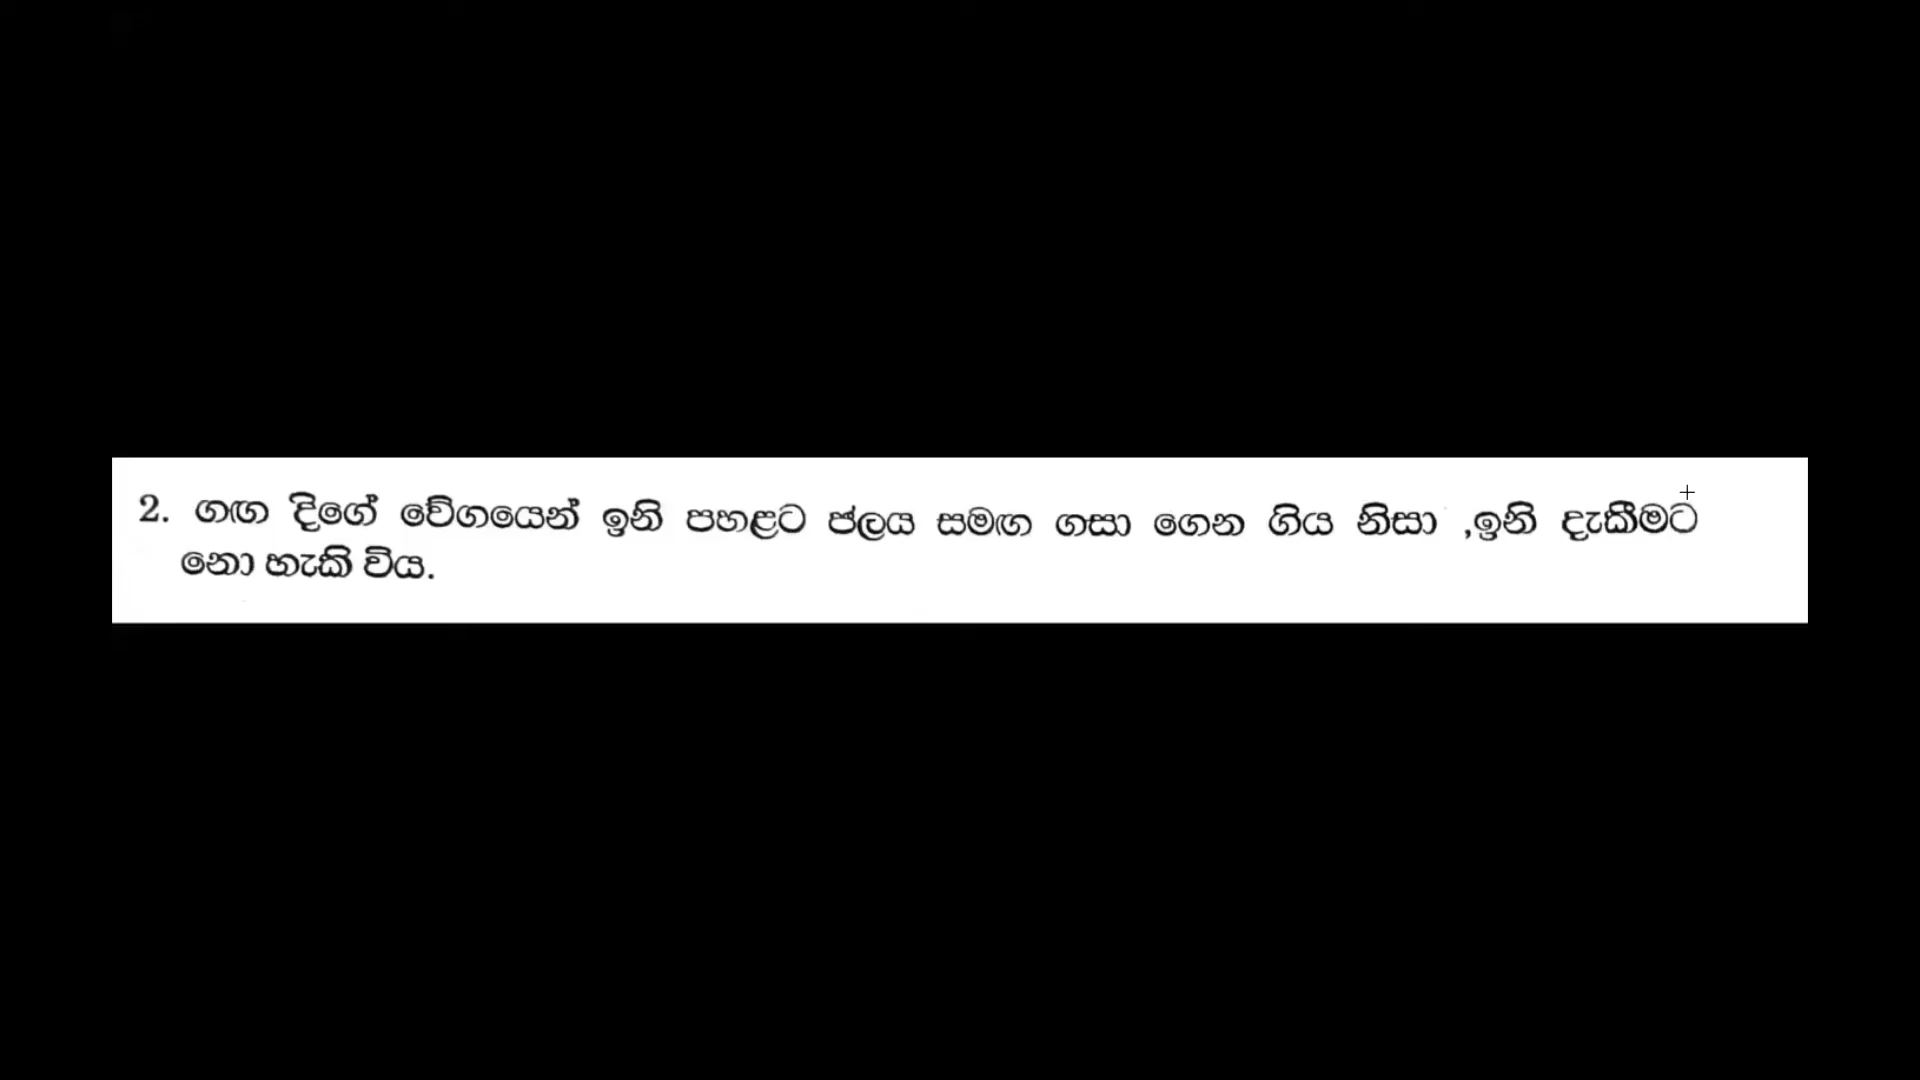 2. ගඟ දිගේ වේගයෙන් ඉනි පහළට ජලය සමඟ ගසා ගෙන ගිය නිසා ,ඉනි දැකීමට
නො හැකි විය.